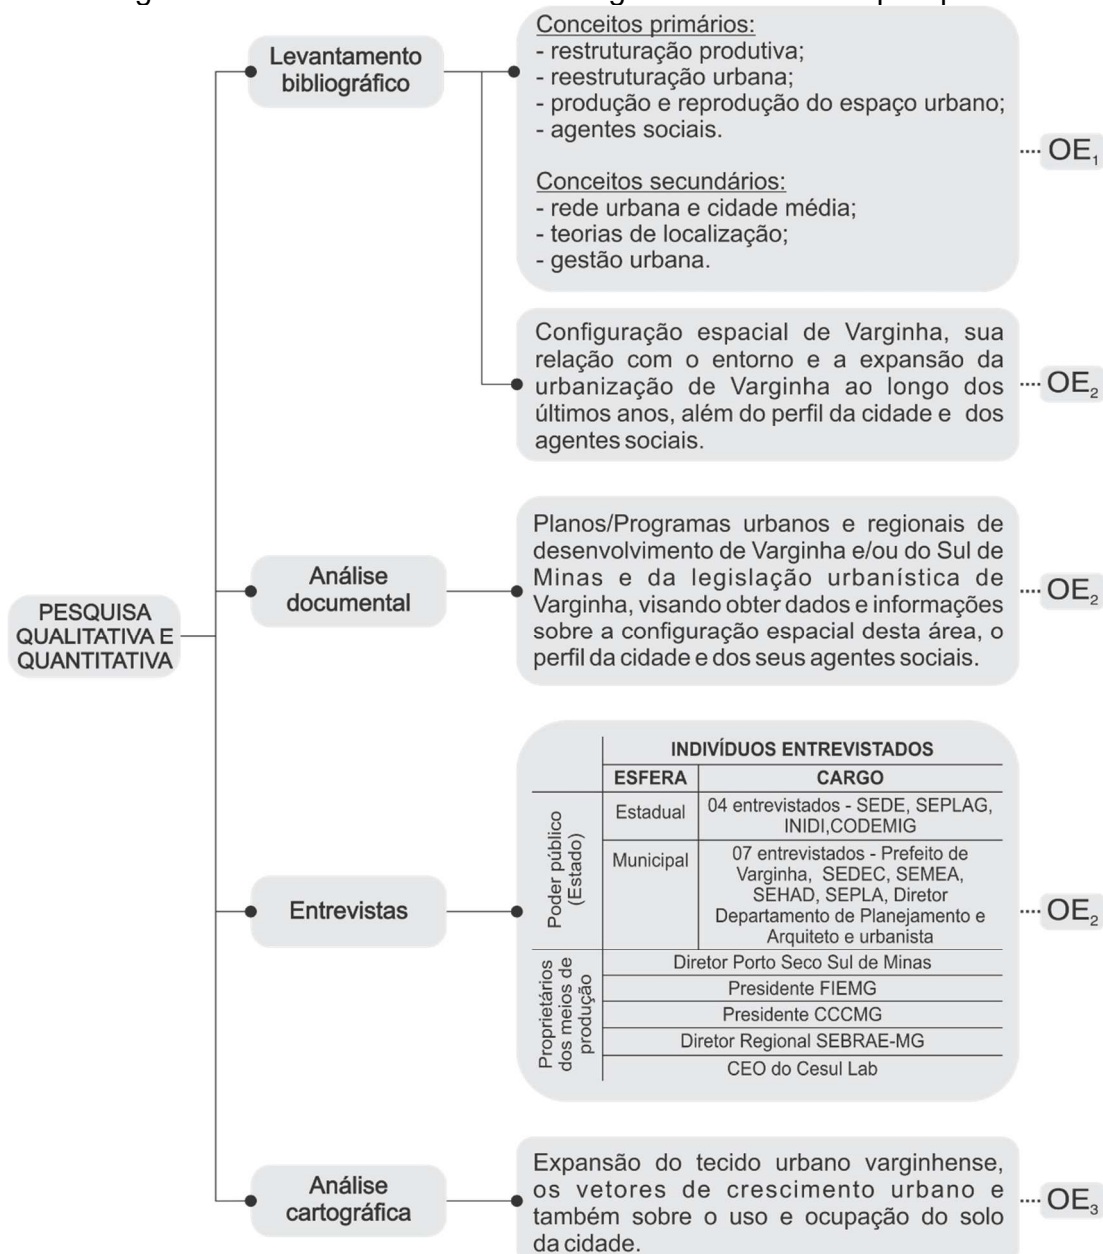 Levantamento
bibliográfico
Conceitos primários:
- restruturação produtiva;
- reestruturação urbana;
- produção e reprodução do espaço urbano;
- agentes sociais.
Conceitos secundários:
- rede urbana e cidade média;
- teorias de localização;
- gestão urbana.
OE1
Configuração espacial de Varginha, sua
relação com o entorno e a expansão da
urbanização de Varginha ao longo dos
últimos anos, além do perfil da cidade e dos
agentes sociais.
OE2
PESQUISA
QUALITATIVA E
QUANTITATIVA
Análise
documental
Planos/Programas urbanos e regionais de
desenvolvimento de Varginha e/ou do Sul de
Minas e da legislação urbanística de
Varginha, visando obter dados e informações
sobre a configuração espacial desta área, o
perfil da cidade e dos seus agentes sociais.
OE2
Entrevistas
INDIVÍDUOS ENTREVISTADOS
ESFERA
CARGO
Poder público
(Estado)
Estadual
04 entrevistados - SEDE, SEPLAG,
INIDI,CODEMIG
Municipal
07 entrevistados - Prefeito de
Varginha, SEDEC, SEMEA,
SEHAD, SEPLA, Diretor
Departamento de Planejamento e
Arquiteto e urbanista
Proprietários
dos meios de
produção
Diretor Porto Seco Sul de Minas
Presidente FIEMG
Presidente CCCMG
Diretor Regional SEBRAE-MG
CEO do Cesul Lab
OE2
Análise
cartográfica
Expansão do tecido urbano varginhense,
os vetores de crescimento urbano e
também sobre o uso e ocupação do solo
da cidade.
OE3